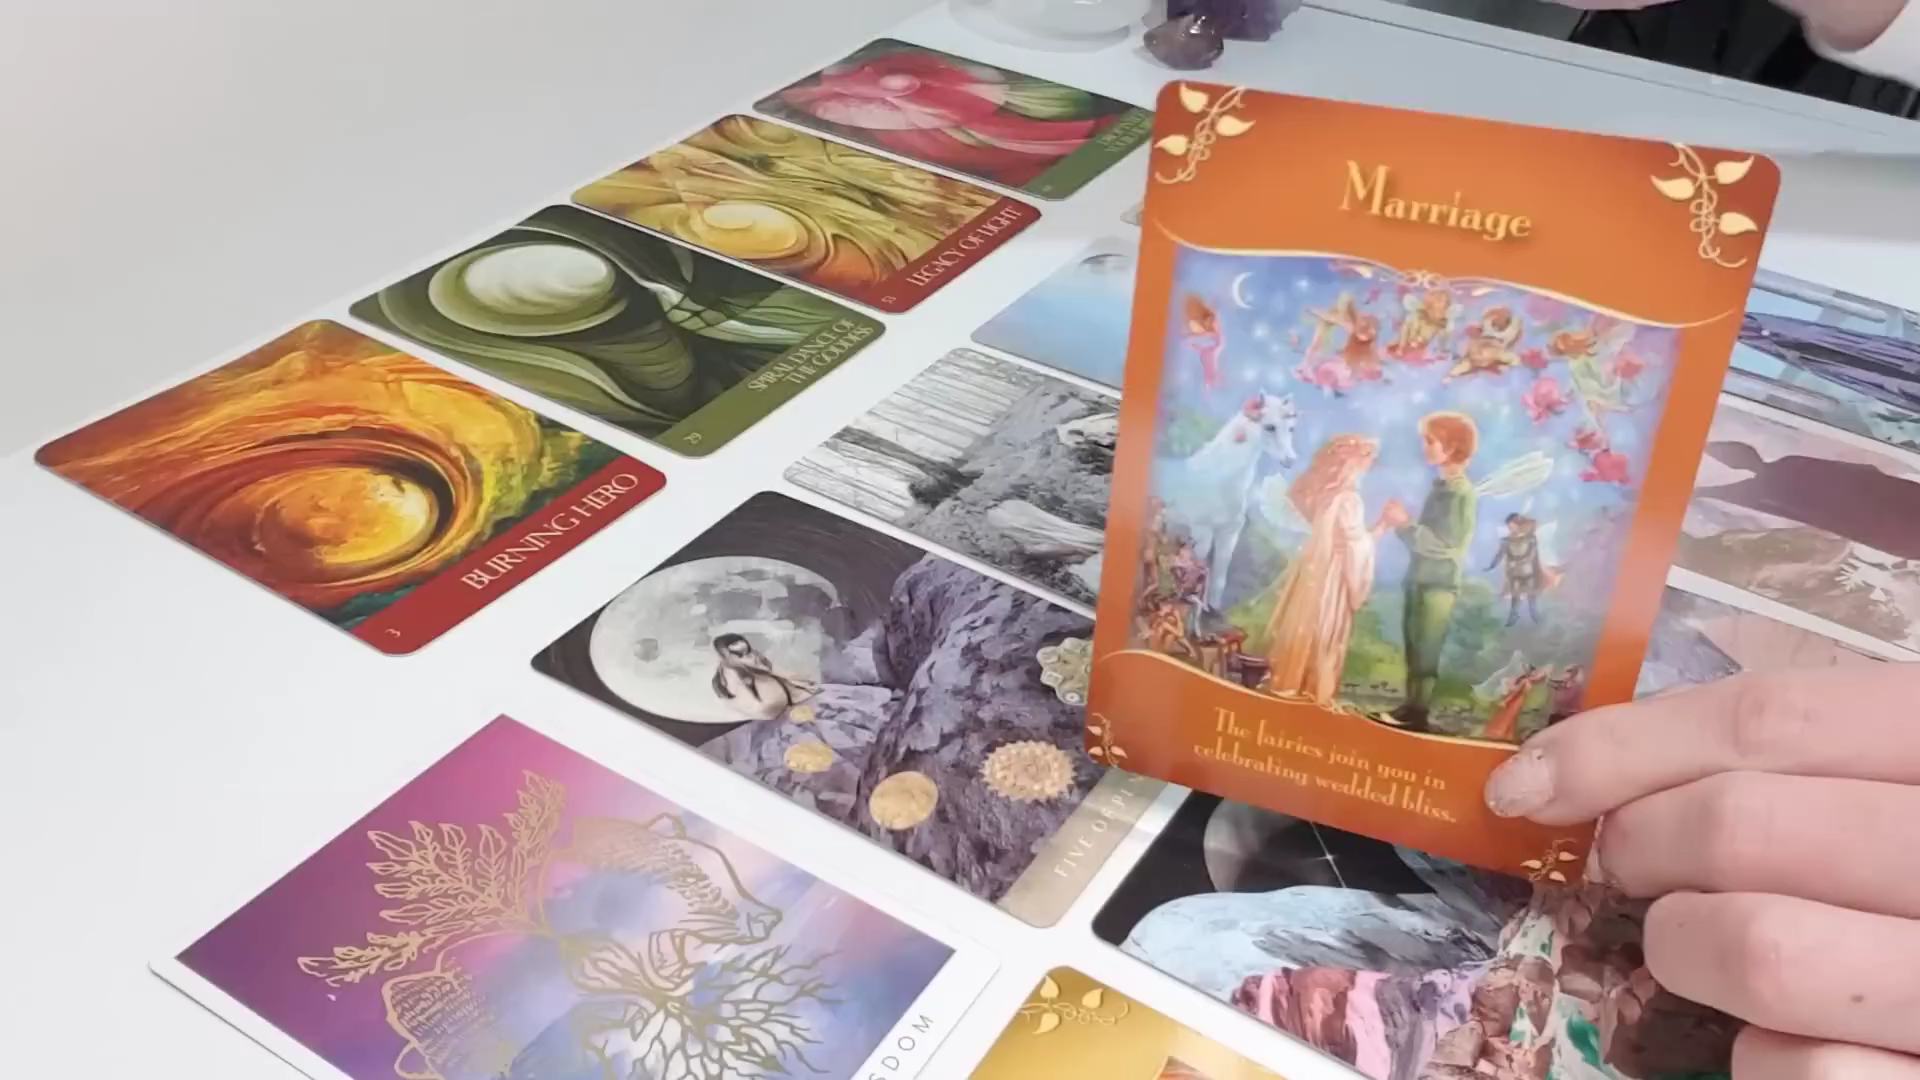 Marriage
The fairies join you in
celebrating wedded bliss.
LEGACY OF LIGHT
53
SPIRAL DANCE OF
THE GODDESS
29
BURNING HERO
3
FIVE OF